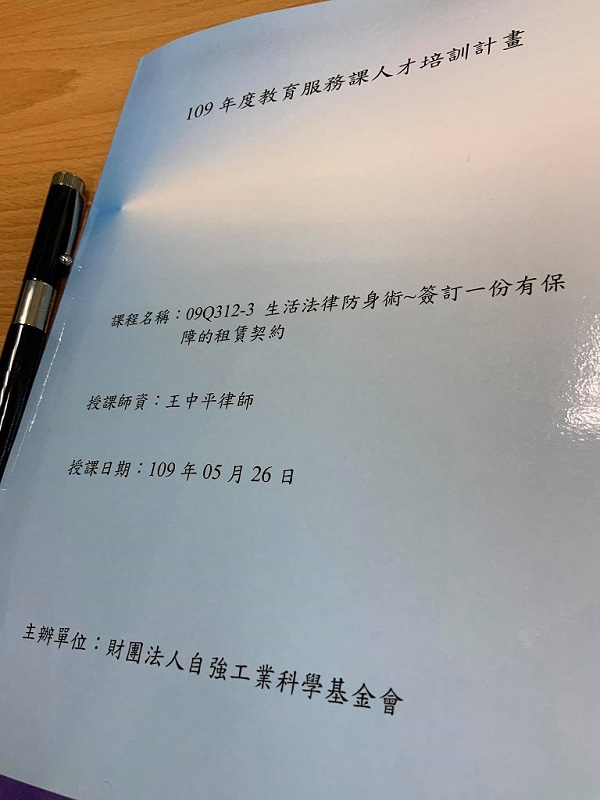 109 年度教育服務課人才培訓計畫
課程名稱：09Q312-3 生活法律防身術~簽訂一份有保
障的租賃契約
授課師資：王中平律師
授課日期：109 年 05 月 26 日
主辦單位：財團法人自強工業科學基金會